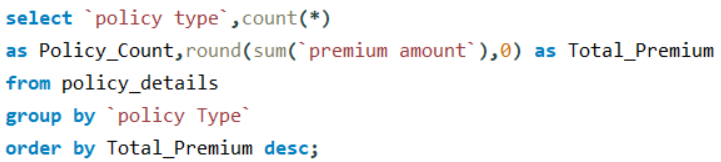 select `policy type`,count(*)
as Policy_Count,round(sum(`premium amount`),0) as Total_Premium
from policy_details
group by `policy Type`
order by Total_Premium desc;